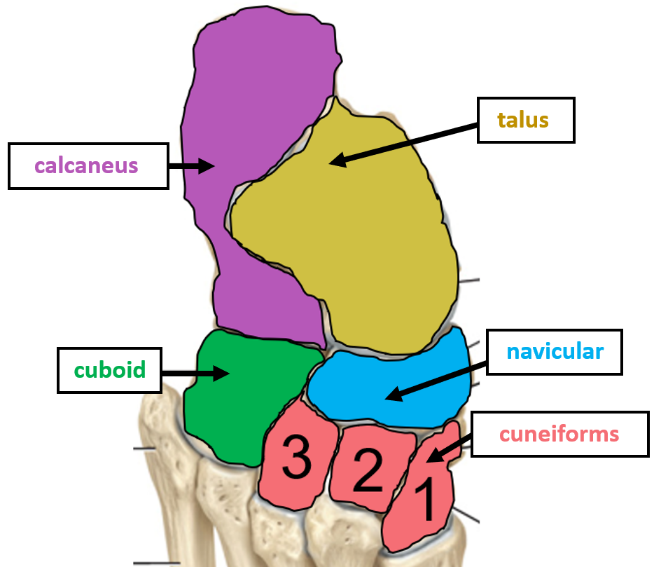 talus
calcaneus
navicular
cuboid
cuneiforms
3
2
1